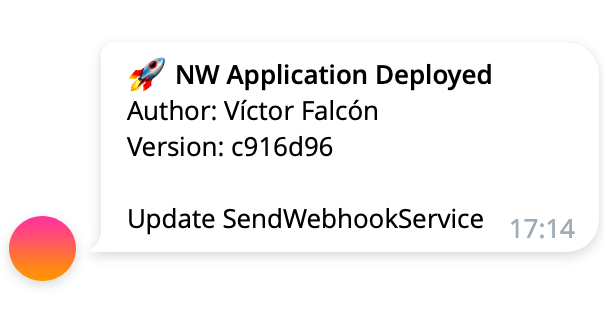 🚀 NW Application Deployed
Author: Víctor Falcón
Version: c916d96
Update SendWebhookService
17:14